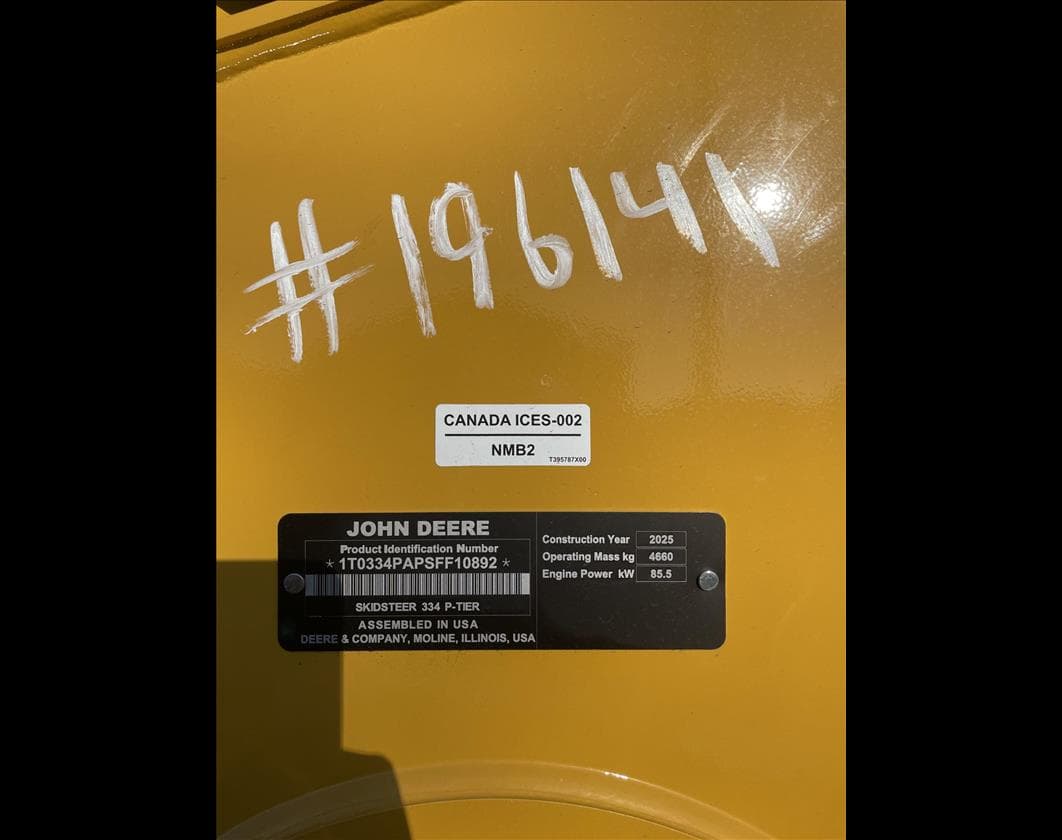 #196141
CANADA ICES-002
NMB2
T395787X00
JOHN DEERE
Product Identification Number
* 1T0334PAPSFF10892 *
SKIDSTEER 334 P-TIER
ASSEMBLED IN USA
DEERE & COMPANY, MOLINE, ILLINOIS, USA
Construction Year 2025
Operating Mass kg 4660
Engine Power kW 85.5